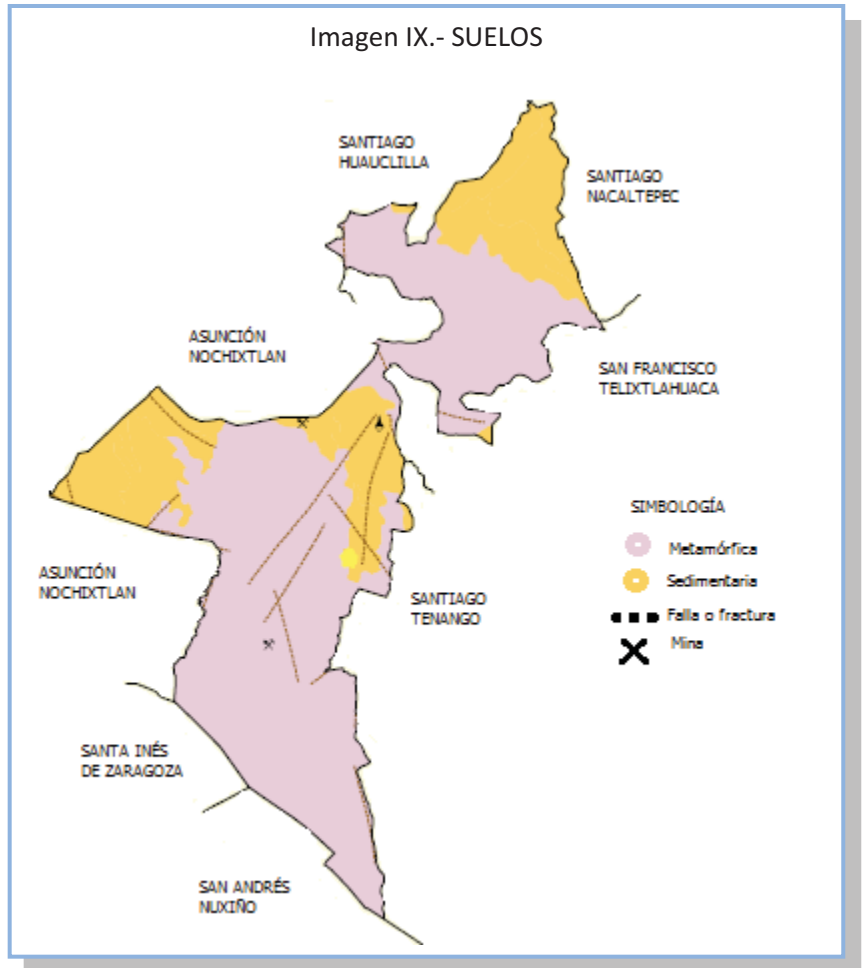 Imagen IX.- SUELOS
SANTIAGO
HUAUCLILLA
SANTIAGO
NACALTEPEC
ASUNCIÓN
NOCHIXTLAN
SAN FRANCISCO
TELIXTLAHUACA
SIMBOLOGÍA
Metamórfica
Sedimentaria
Falla o fractura
Mina
ASUNCIÓN
NOCHIXTLAN
SANTIAGO
TENANGO
SANTA INÉS
DE ZARAGOZA
SAN ANDRÉS
NUXIÑO